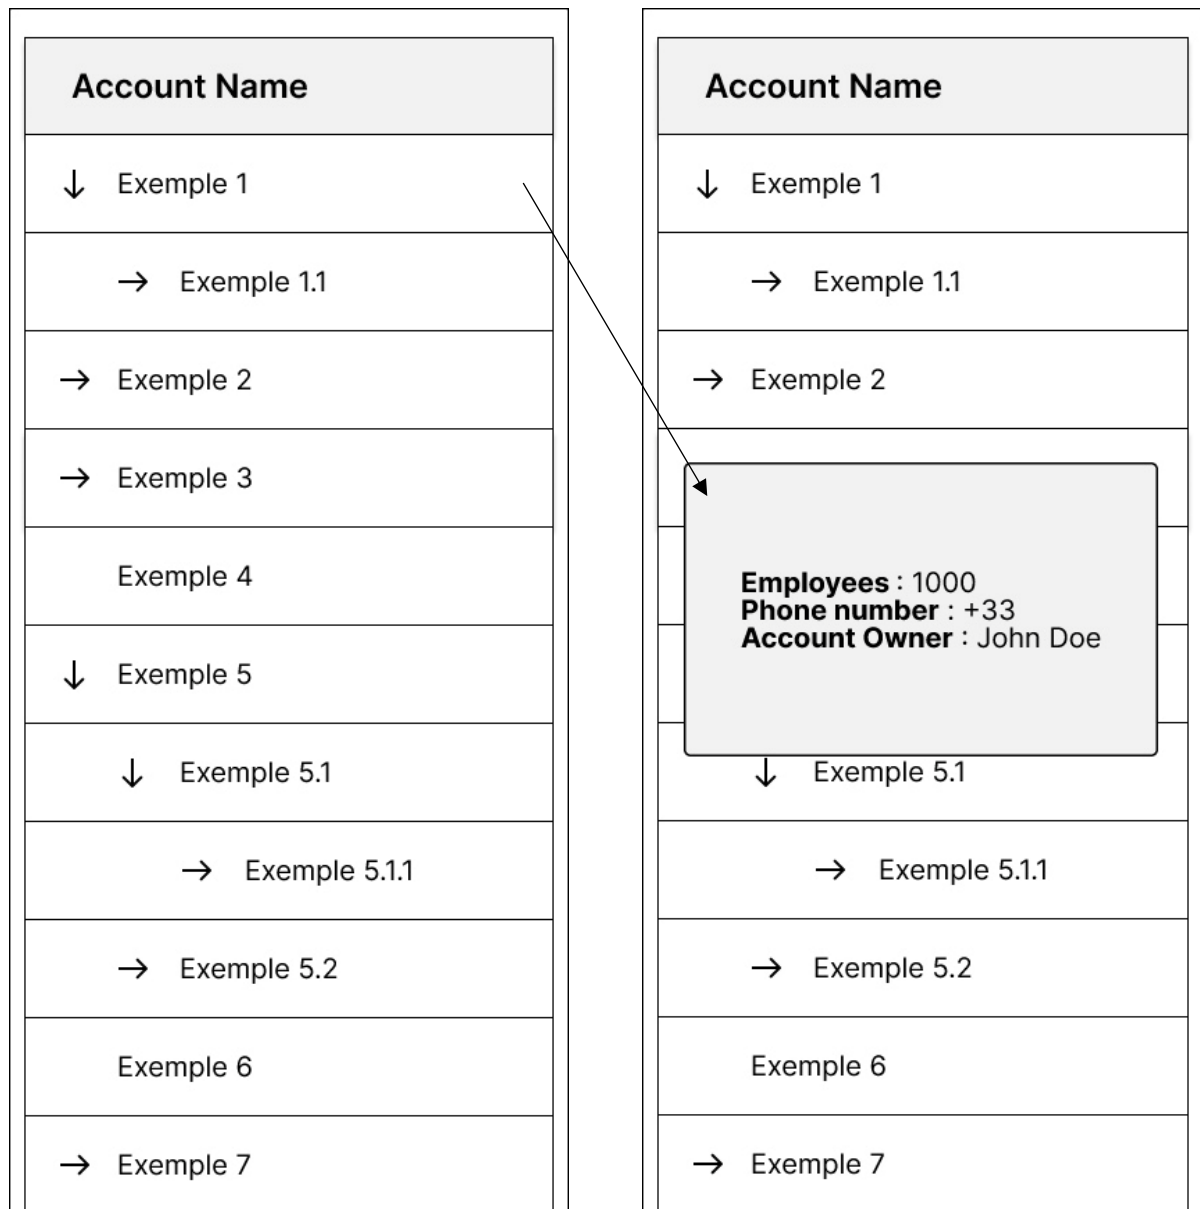 Account Name
↓ Exemple 1
→ Exemple 1.1
→ Exemple 2
→ Exemple 3
Exemple 4
↓ Exemple 5
↓ Exemple 5.1
→ Exemple 5.1.1
→ Exemple 5.2
Exemple 6
→ Exemple 7
Account Name
↓ Exemple 1
→ Exemple 1.1
→ Exemple 2
Employees : 1000
Phone number : +33
Account Owner : John Doe
↓ Exemple 5.1
→ Exemple 5.1.1
→ Exemple 5.2
Exemple 6
→ Exemple 7